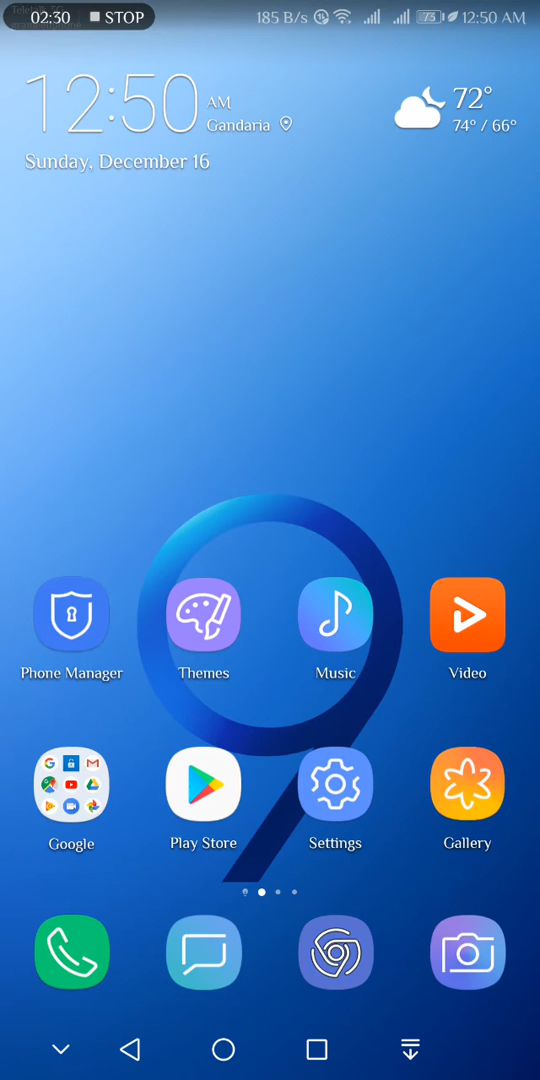 02:30 STOP
185 B/s 73 12:50 AM
12:50 AM
Gandaria
72°
74° / 66°
Sunday, December 16
Phone Manager
Themes
Music
Video
Google
Play Store
Settings
Gallery